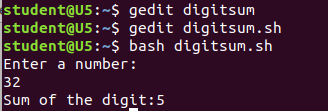 student@U5:~$ gedit digitsum
student@U5:~$ gedit digitsum.sh
student@U5:~$ bash digitsum.sh
Enter a number:
32
Sum of the digit:5